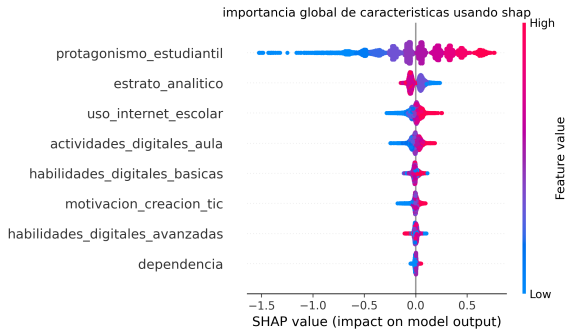 importancia global de caracteristicas usando shap
High
protagonismo_estudiantil
estrato_analitico
uso_internet_escolar
actividades_digitales_aula
habilidades_digitales_basicas
motivacion_creacion_tic
habilidades_digitales_avanzadas
dependencia
Feature value
Low
−1.5 −1.0 −0.5 0.0 0.5
SHAP value (impact on model output)